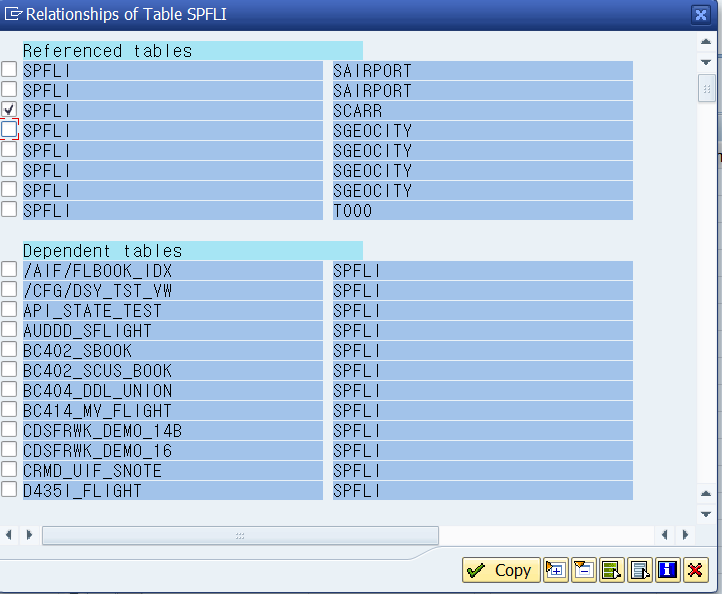 Relationships of Table SPFLI
Referenced tables
SPFLI SAIRPORT
SPFLI SAIRPORT
SPFLI SCARR
SPFLI SGEOCITY
SPFLI SGEOCITY
SPFLI SGEOCITY
SPFLI SGEOCITY
SPFLI T000
Dependent tables
/AIF/FLBOOK_IDX SPFLI
/CFG/DSY_TST_VW SPFLI
API_STATE_TEST SPFLI
AUDDD_SFLIGHT SPFLI
BC402_SBOOK SPFLI
BC402_SCUS_BOOK SPFLI
BC404_DDL_UNION SPFLI
BC414_MY_FLIGHT SPFLI
CDSFRWK_DEMO_14B SPFLI
CDSFRWK_DEMO_16 SPFLI
CRMD_UIF_SNOTE SPFLI
D435I_FLIGHT SPFLI
Copy